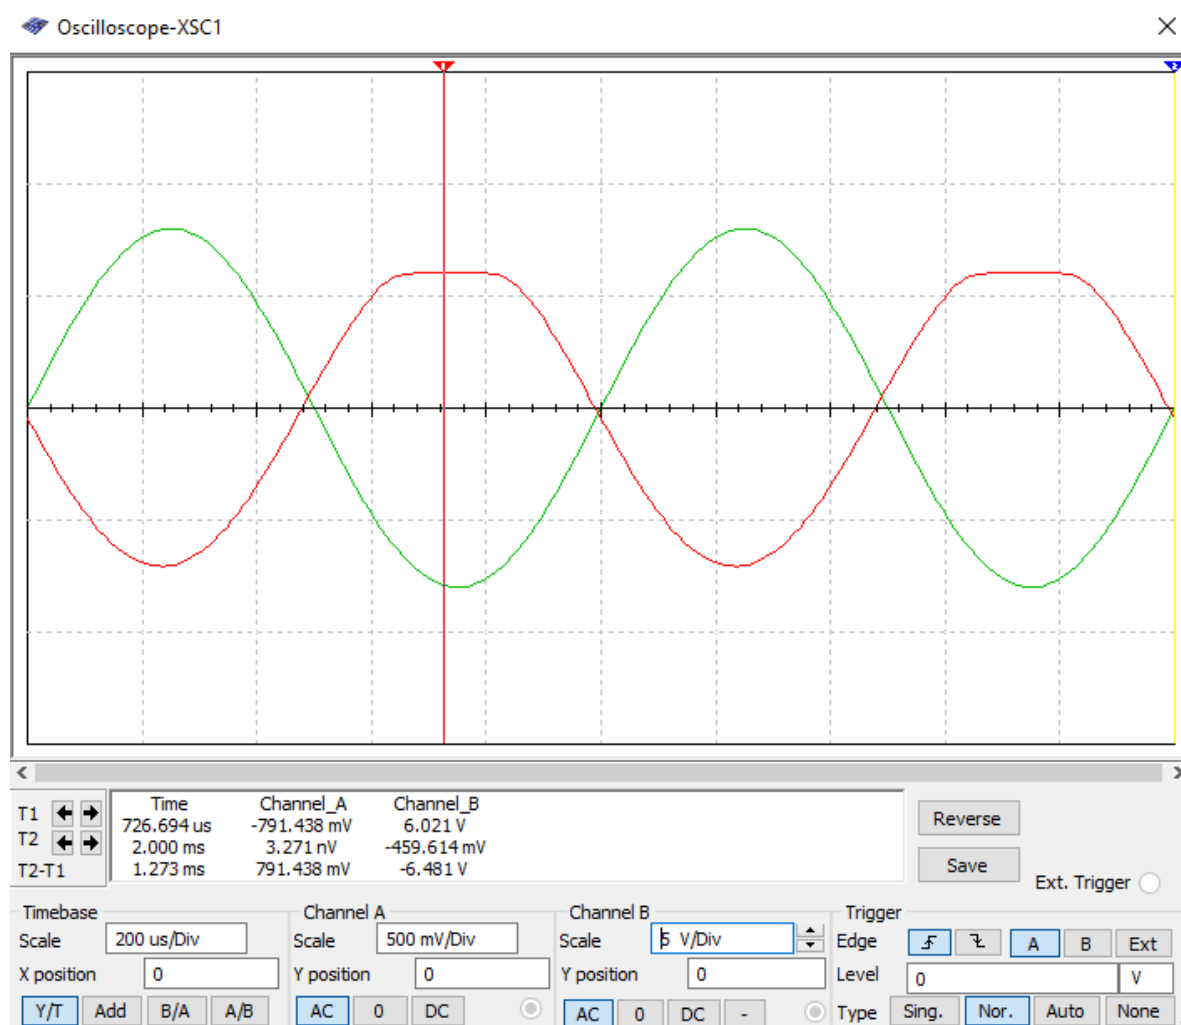 Oscilloscope-XSC1
1
2
Time Channel_A Channel_B
T1 726.694 us -791.438 mV 6.021 V
T2 2.000 ms 3.271 nV -459.614 mV
T2-T1 1.273 ms 791.438 mV -6.481 V
Reverse
Save
Ext. Trigger
Timebase Channel A Channel B Trigger
Scale 200 us/Div Scale 500 mV/Div Scale 5 V/Div Edge A B Ext
X position 0 Y position 0 Y position 0 Level 0 V
Y/T Add B/A A/B AC 0 DC AC 0 DC - Type Sing. Nor. Auto None